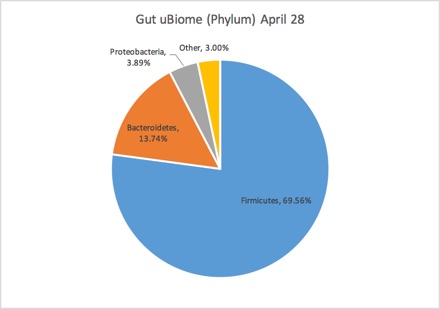 Gut uBiome (Phylum) April 28
Proteobacteria,
3.89%
Other, 3.00%
Bacteroidetes,
13.74%
Firmicutes, 69.56%